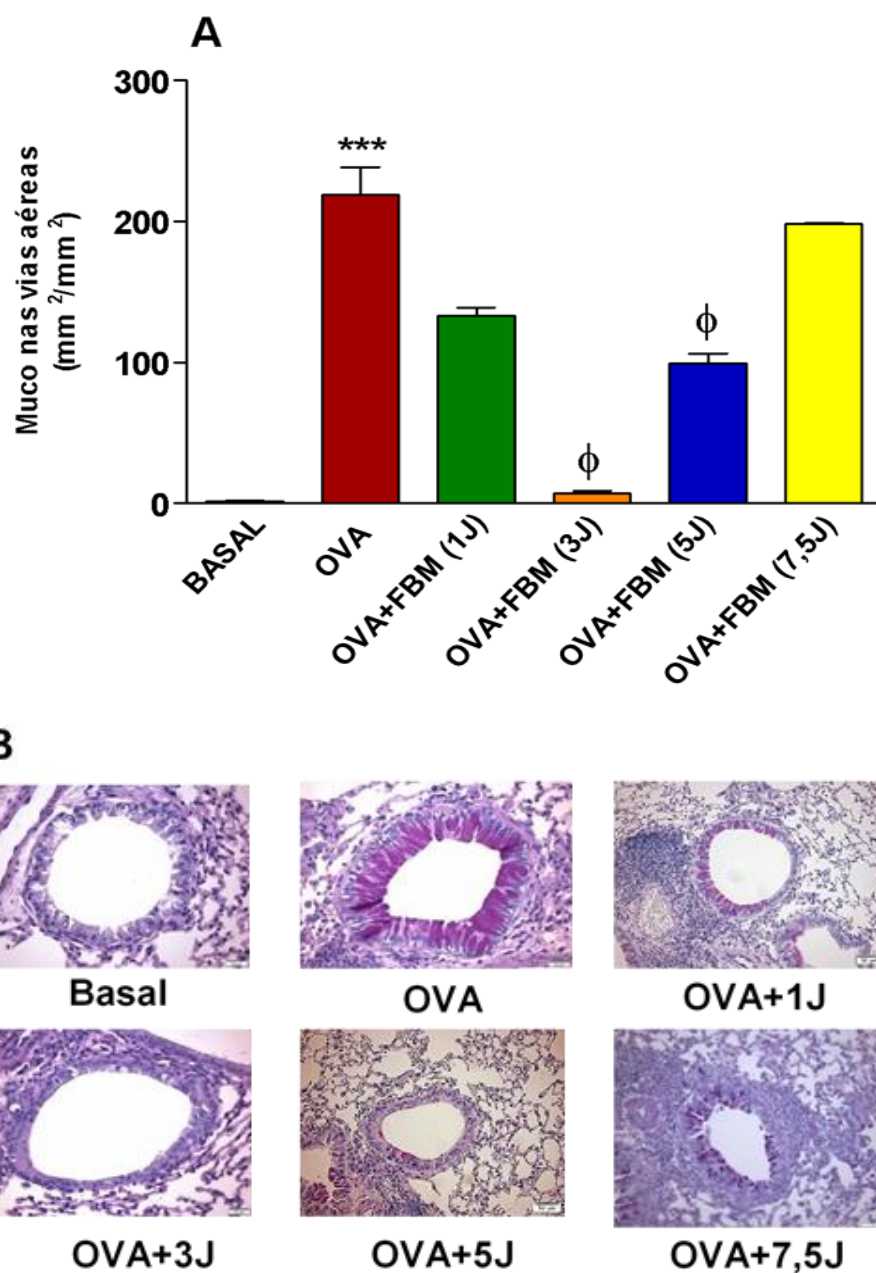 A
300
200
100
0
Muco nas vias aéreas
(mm ²/mm ²)
***
ϕ
ϕ
BASAL
OVA
OVA+FBM (1J)
OVA+FBM (3J)
OVA+FBM (5J)
OVA+FBM (7,5J)
B
Basal
OVA
OVA+1J
OVA+3J
OVA+5J
OVA+7,5J